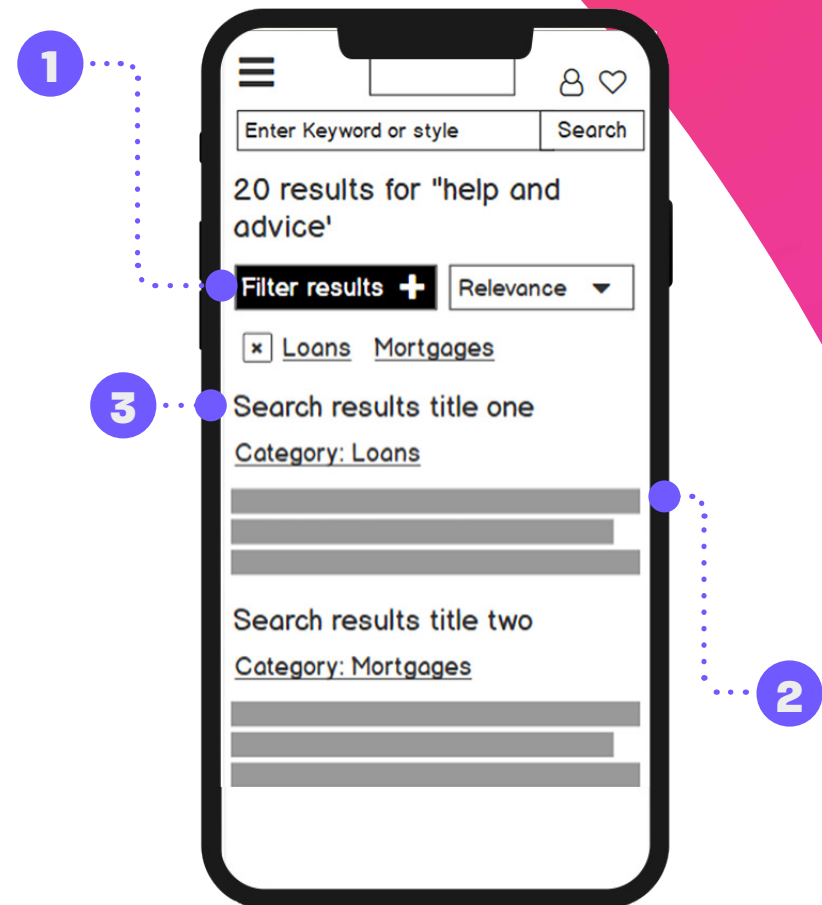 1
Enter Keyword or style
Search
20 results for "help and
advice'
Filter results +
Relevance
× Loans Mortgages
3
Search results title one
Category: Loans
Search results title two
Category: Mortgages
2